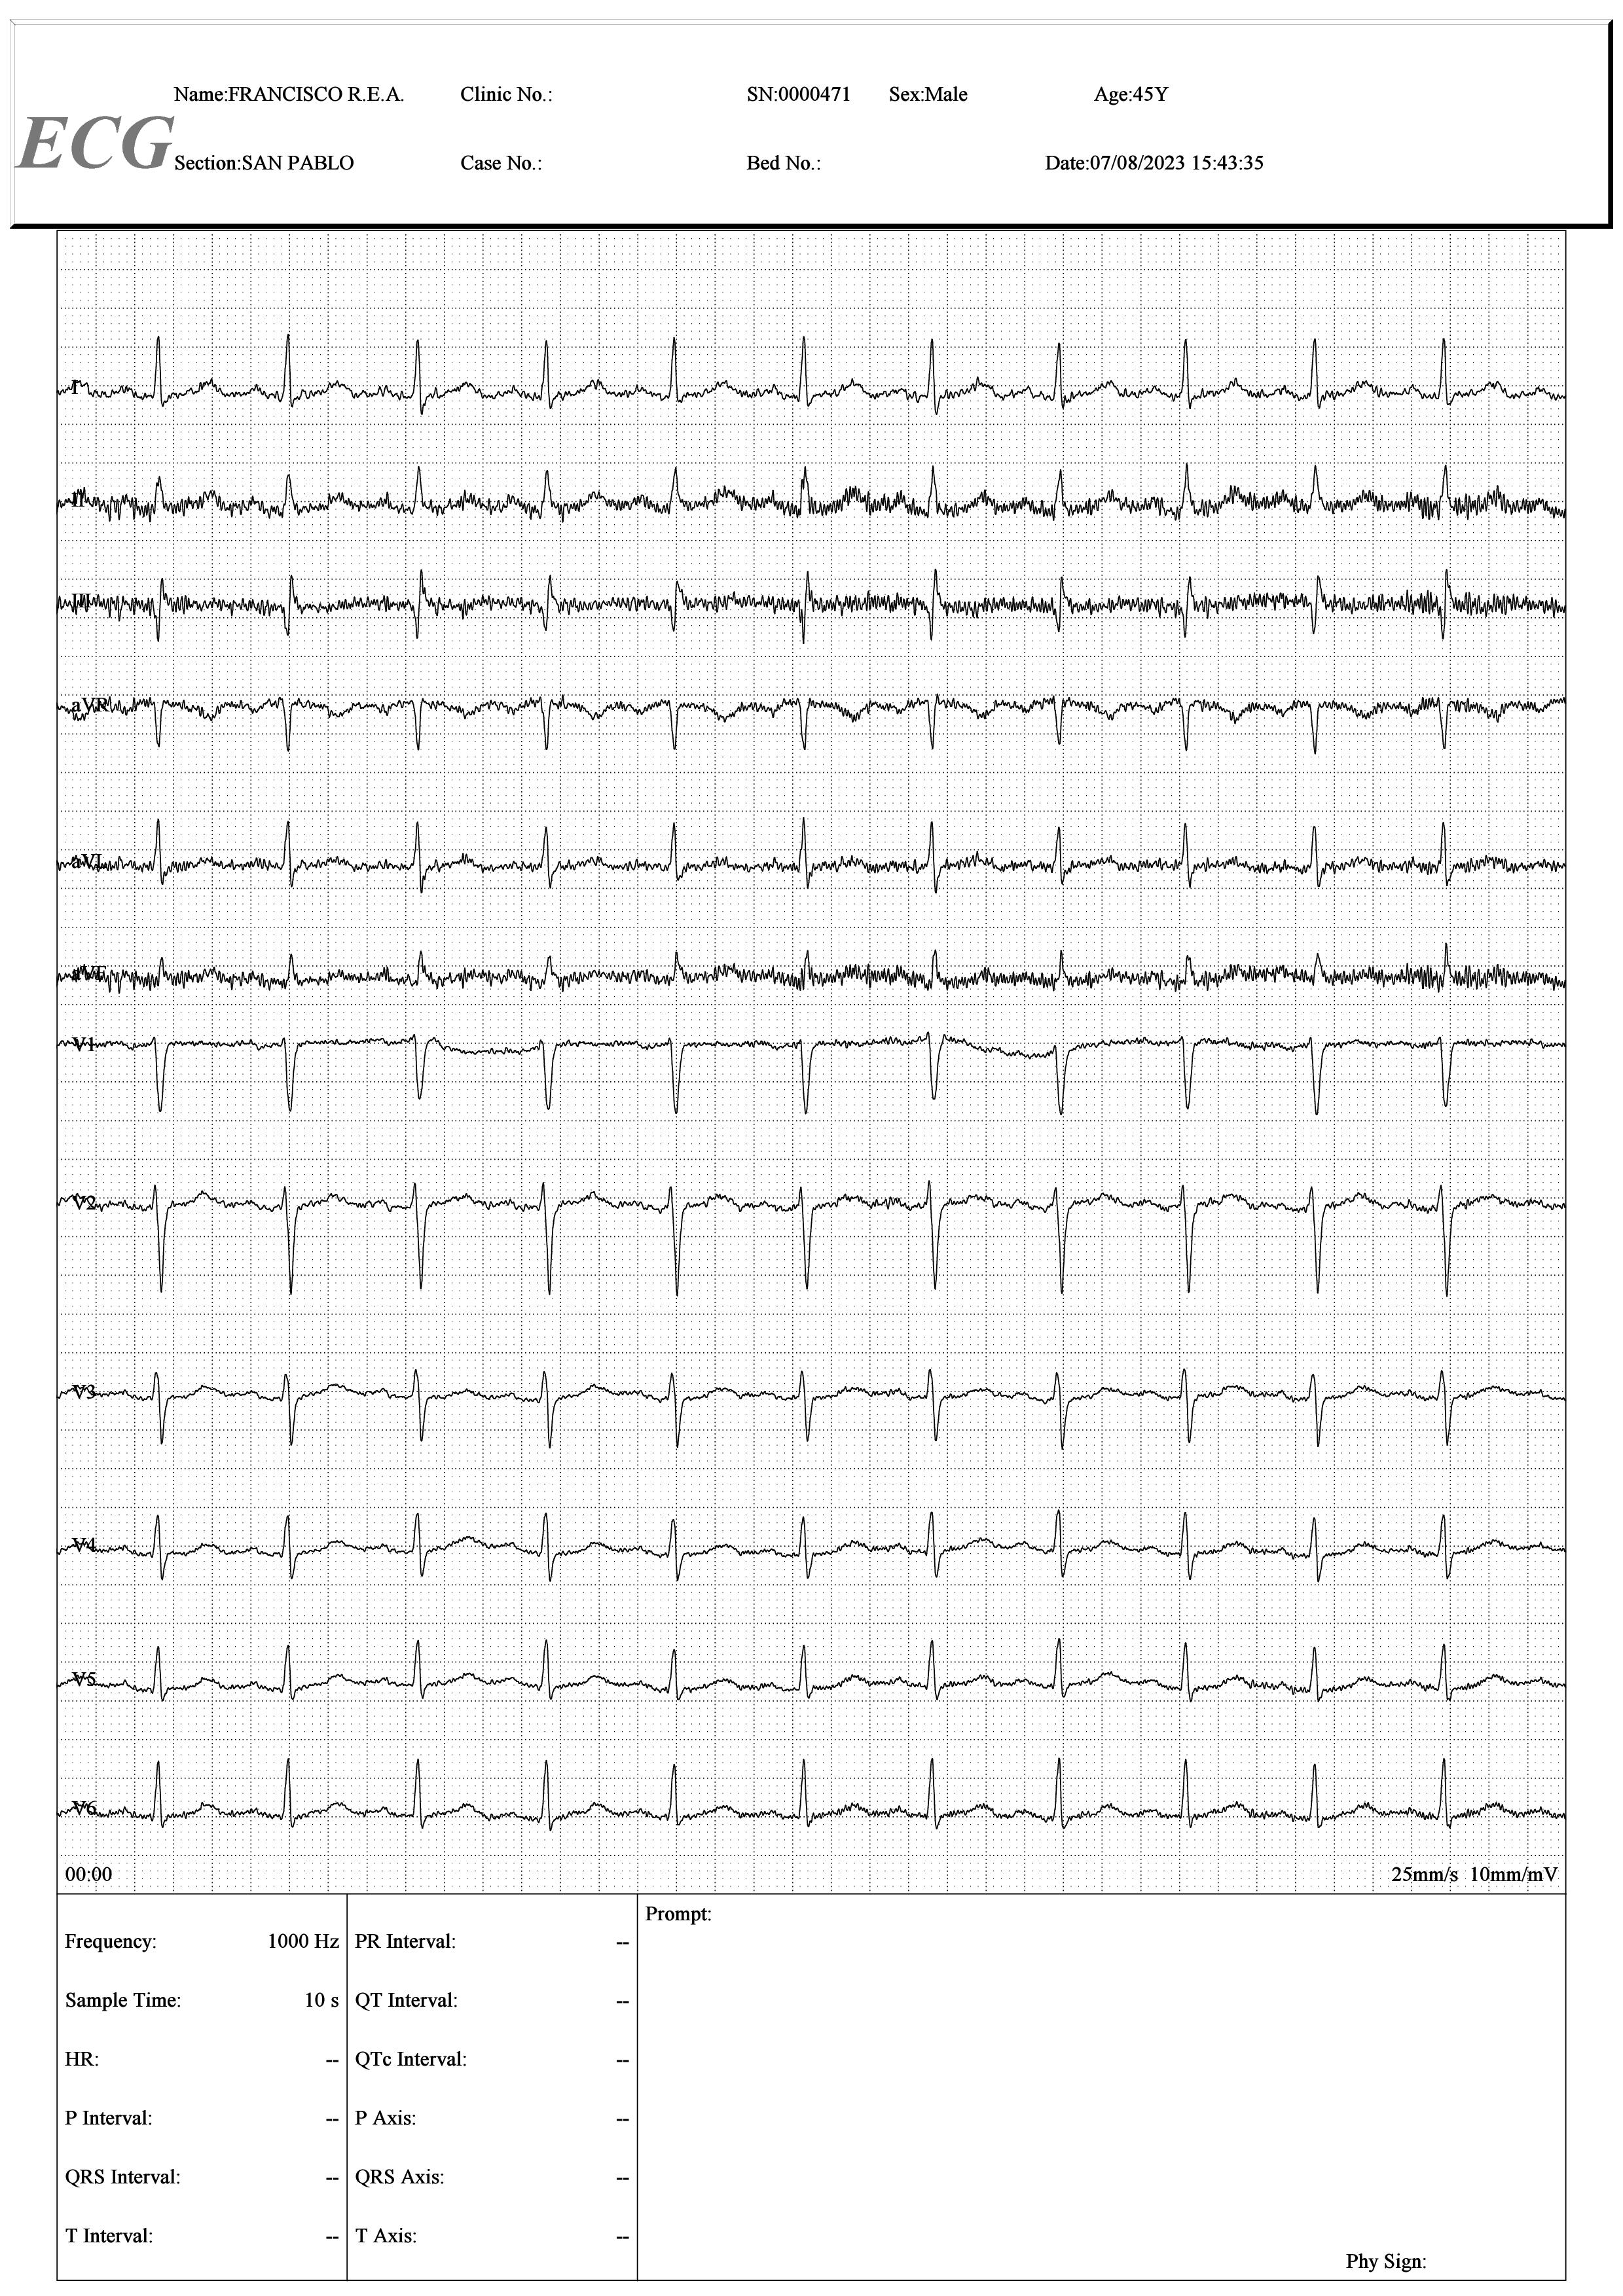 ECG
Name:FRANCISCO R.E.A. Clinic No.: SN:0000471 Sex:Male Age:45Y
Section:SAN PABLO Case No.: Bed No.: Date:07/08/2023 15:43:35
I
II
III
aVR
aVL
aVF
V1
V2
V3
V4
V5
V6
00:00 25mm/s 10mm/mV
Prompt:
Frequency: 1000 Hz PR Interval: --
Sample Time: 10 s QT Interval: --
HR: -- QTc Interval: --
P Interval: -- P Axis: --
QRS Interval: -- QRS Axis: --
T Interval: -- T Axis: --
Phy Sign: